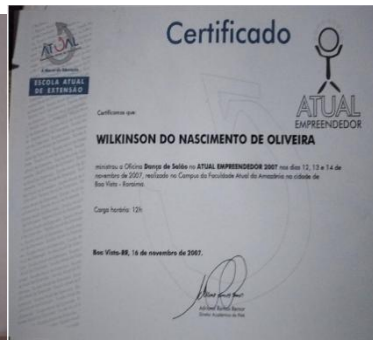 Certificado
ATUAL
ESCOLA ATUAL
DE EXTENSÃO
ATUAL
EMPREENDEDOR
Certificamos que
WILKINSON DO NASCIMENTO DE OLIVEIRA
ministrou a Oficina Dança de Salão no ATUAL EMPREENDEDOR 2007 nos dias 12, 13 e 14 de
novembro de 2007, realizado no Campus da Faculdade Atual da Amazônia na cidade de
Boa Vista - Roraima.
Carga horária: 12h
Boa Vista-RR, 16 de novembro de 2007.